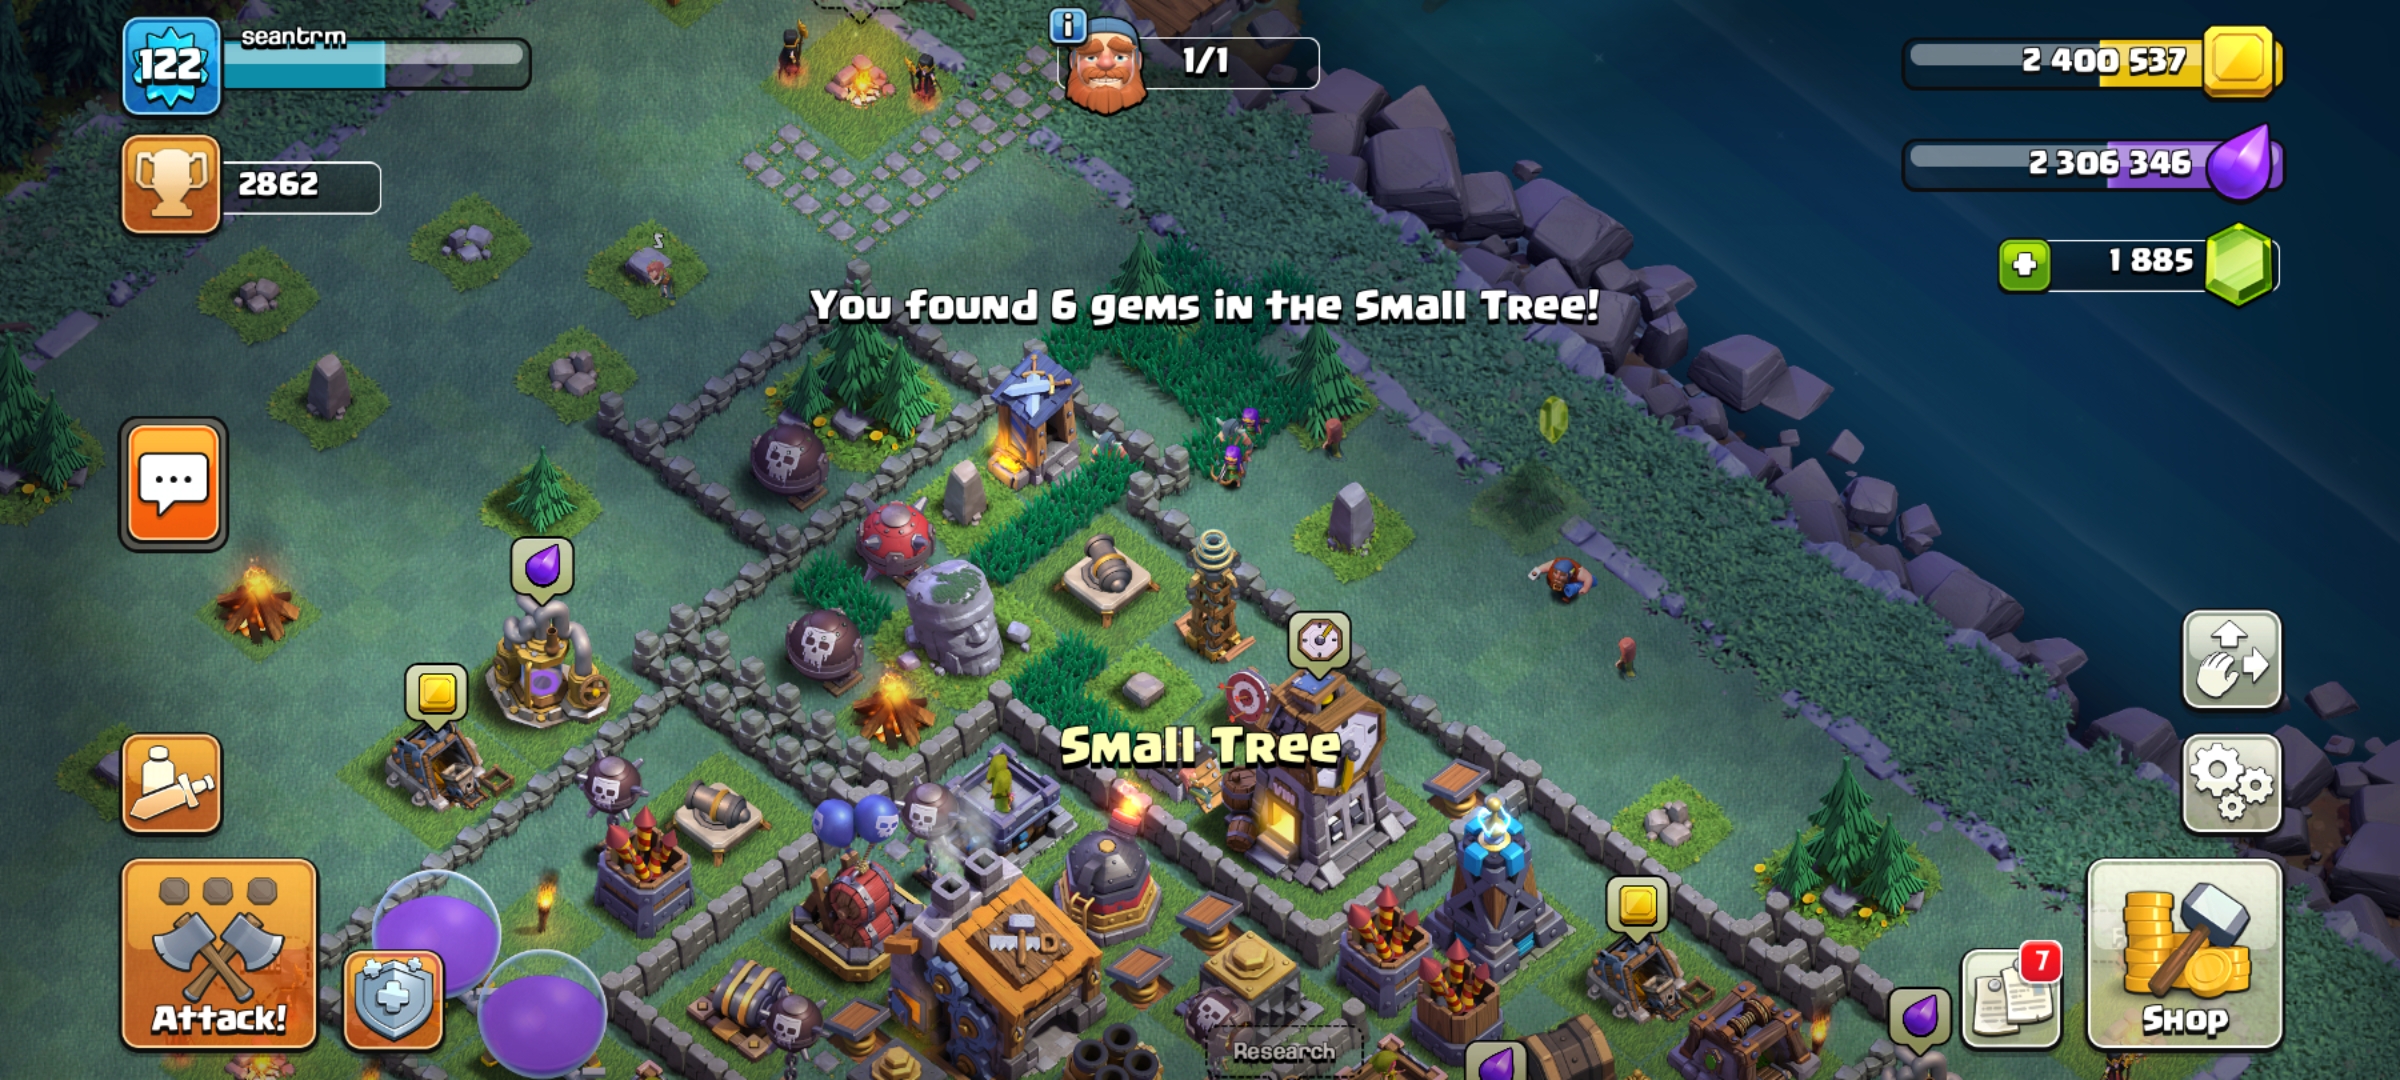 122
seantrm
1/1
2 400 537
2862
2 306 346
1 885
You found 6 gems in the Small Tree!
Small Tree
VIII
7
Attack!
Shop
Research